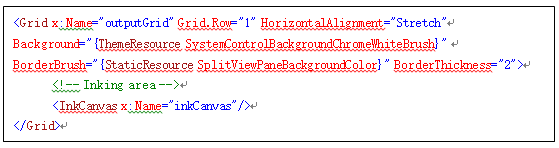 <Grid x:Name="outputGrid" Grid.Row="1" HorizontalAlignment="Stretch"
Background="{ThemeResource SystemControlBackgroundChromeWhiteBrush}"
BorderBrush="{StaticResource SplitViewPaneBackgroundColor}" BorderThickness="2">
<!-- Inking area -->
<InkCanvas x:Name="inkCanvas"/>
</Grid>